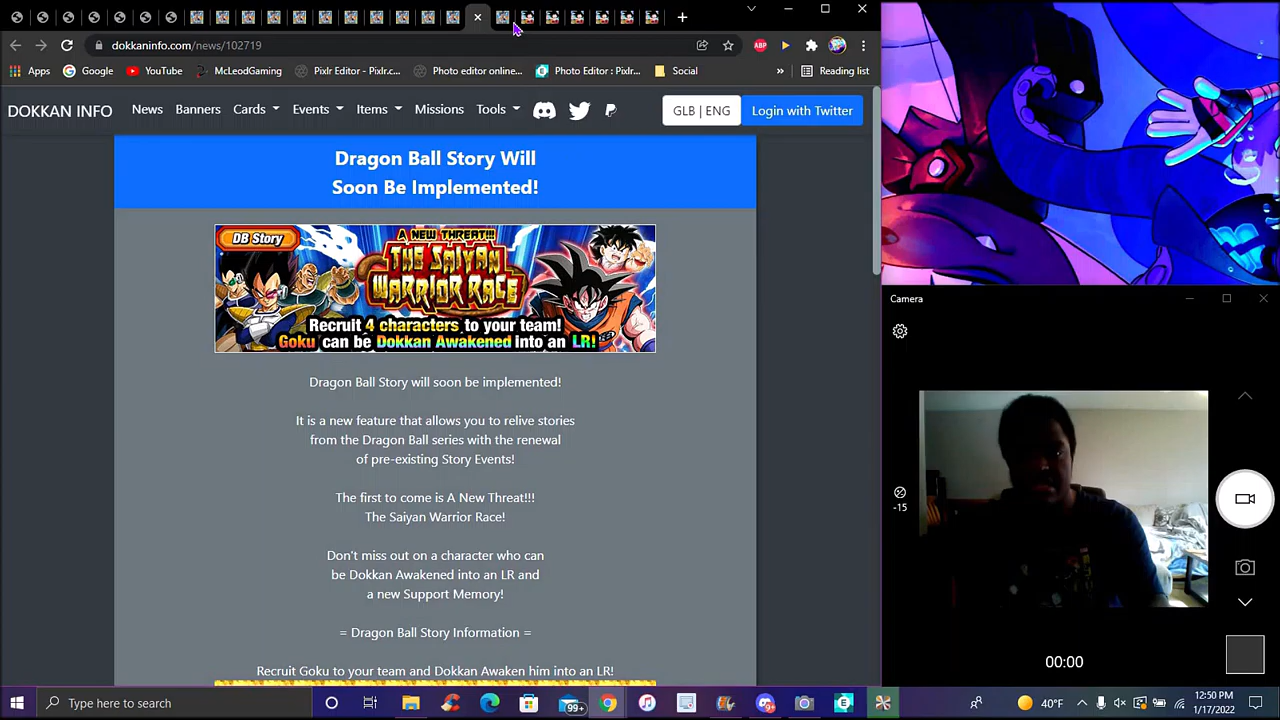 dokkaninfo.com/news/102719
ABP
Apps
Google
YouTube
McLeodGaming
Pixlr Editor - Pixlr.c...
Photo editor online...
Photo Editor : Pixlr...
Social
»
Reading list
DOKKAN INFO
News
Banners
Cards
Events
Items
Missions
Tools
GLB | ENG
Login with Twitter
Dragon Ball Story Will
Soon Be Implemented!
DB Story
A NEW THREAT!!!
THE SAIYAN
WARRIOR RACE
Recruit 4 characters to your team!
Goku can be Dokkan Awakened into an LR!
Dragon Ball Story will soon be implemented!
It is a new feature that allows you to relive stories
from the Dragon Ball series with the renewal
of pre-existing Story Events!
The first to come is A New Threat!!!
The Saiyan Warrior Race!
Don't miss out on a character who can
be Dokkan Awakened into an LR and
a new Support Memory!
= Dragon Ball Story Information =
Recruit Goku to your team and Dokkan Awaken him into an LR!
Camera
-15
00:00
Type here to search
99+
40°F
12:50 PM
1/17/2022